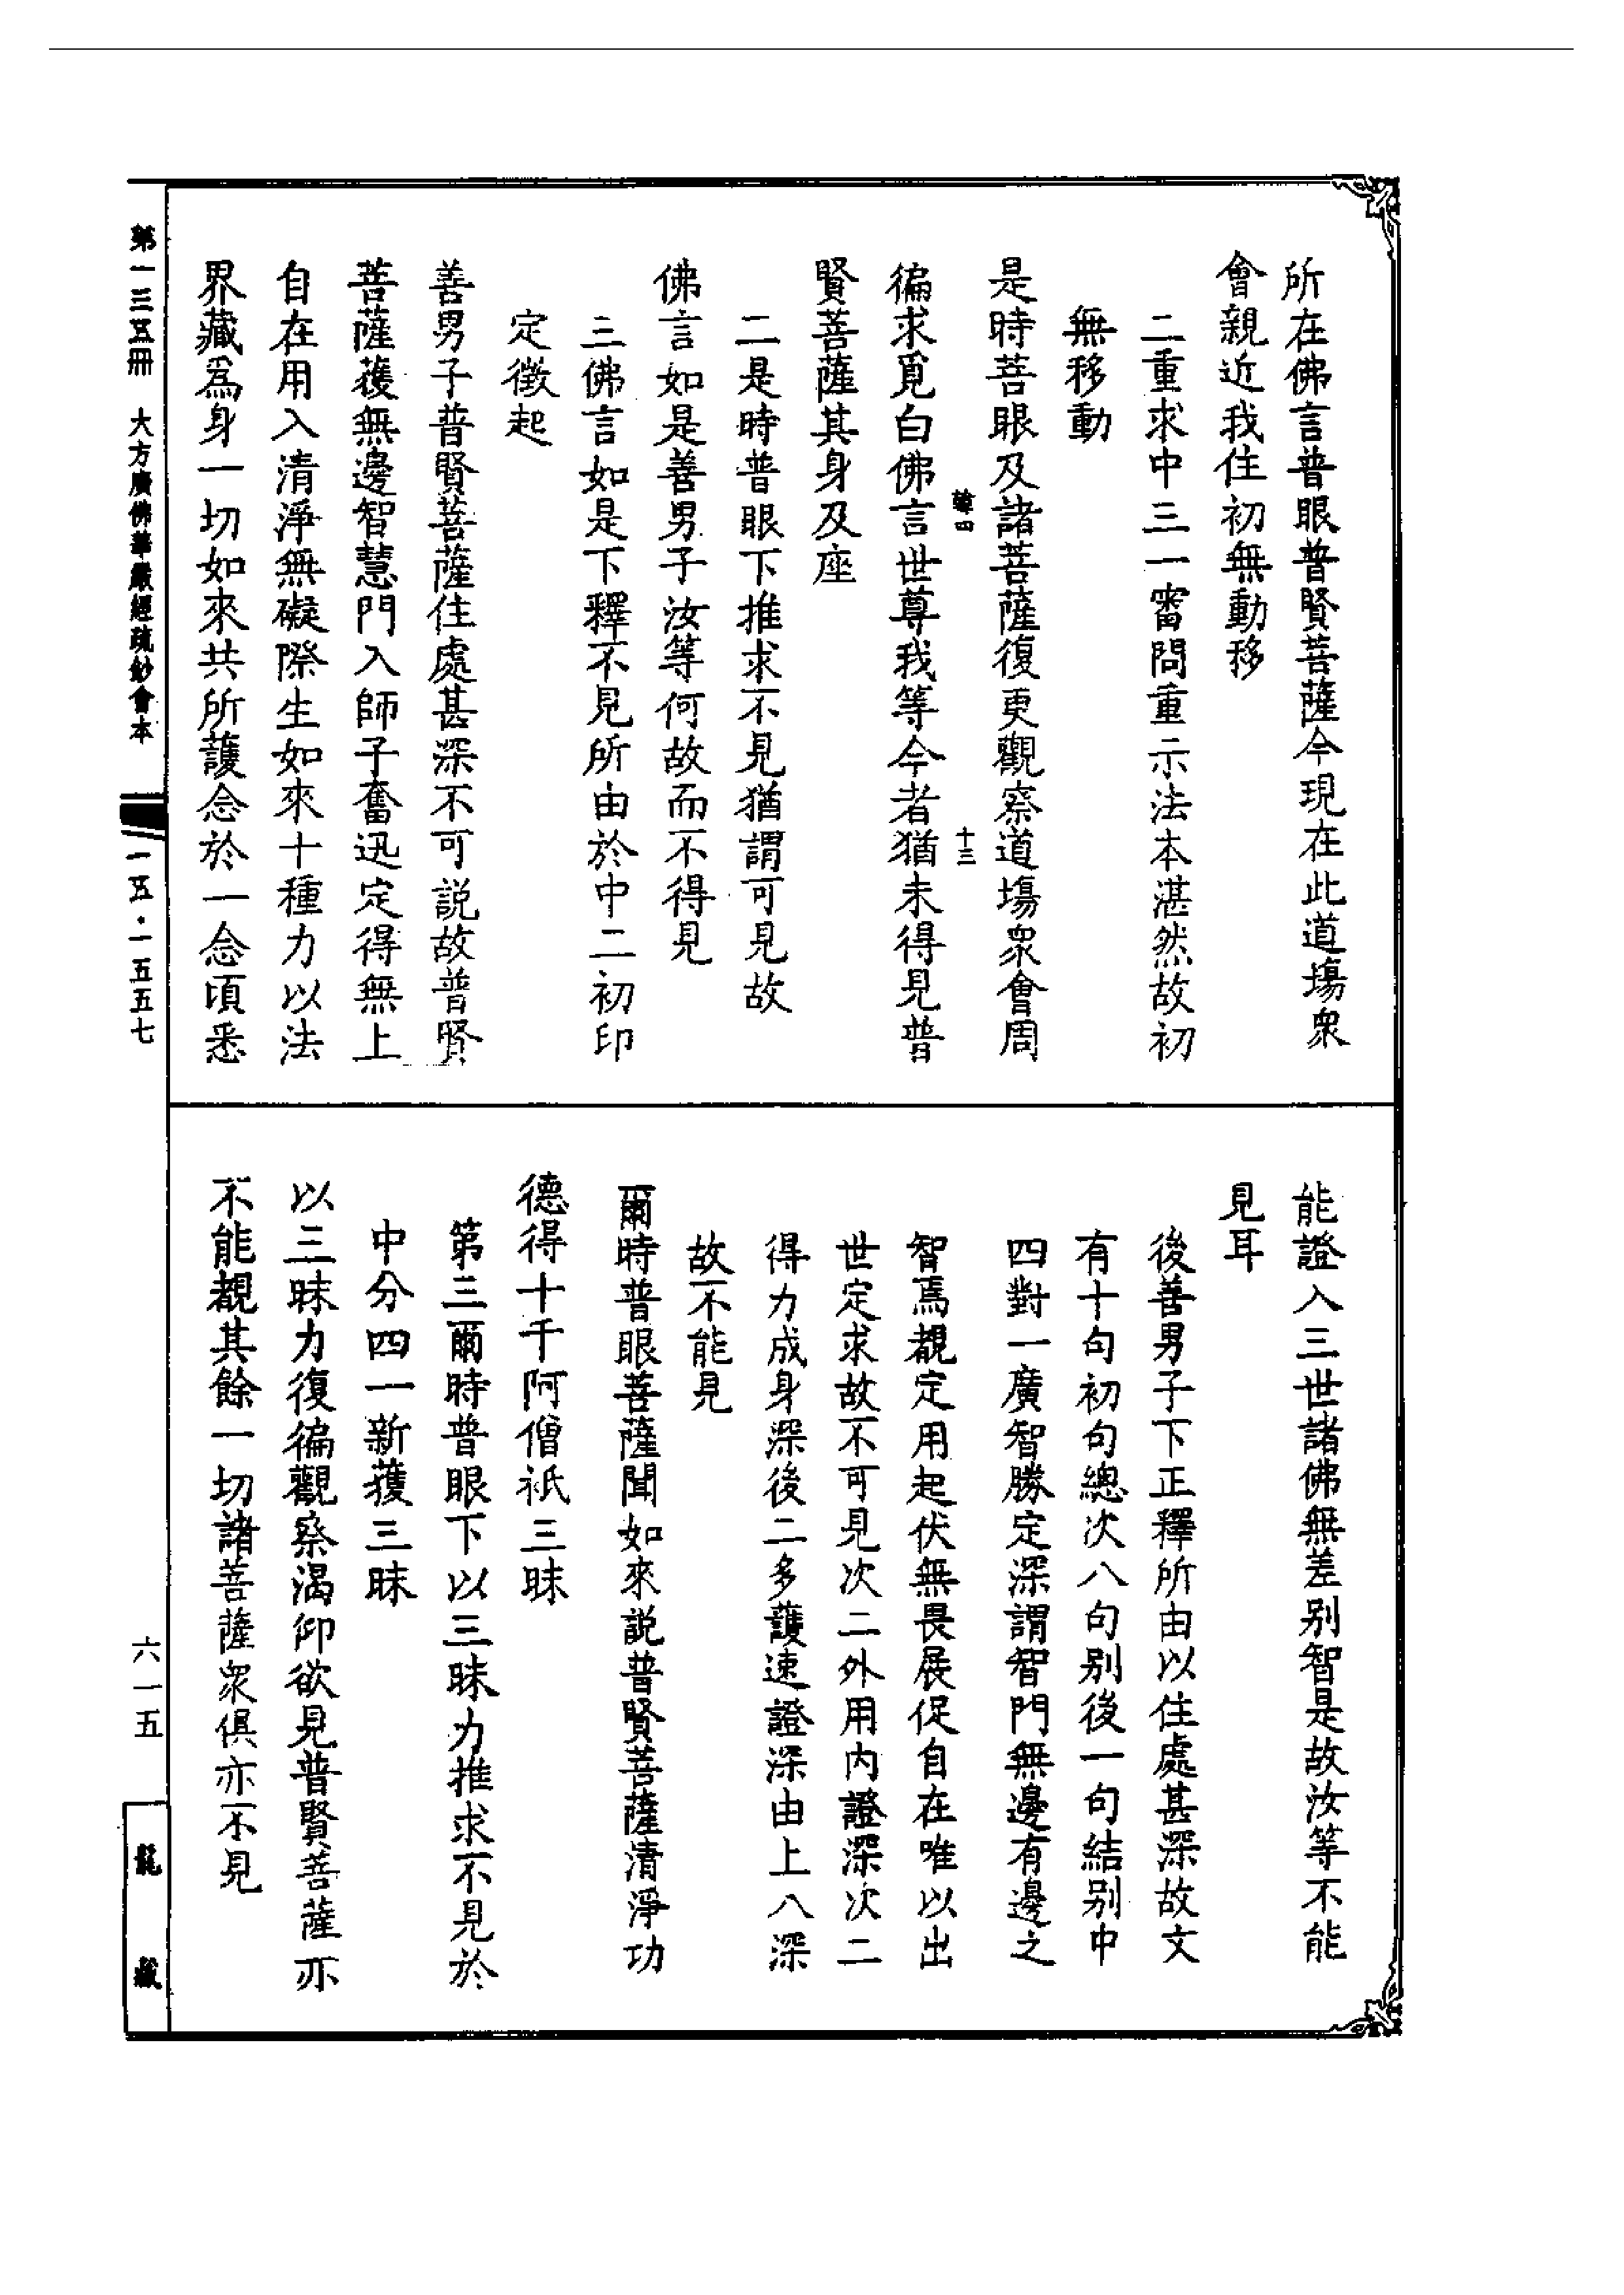 所在佛言普眼普賢菩薩今現在此道場衆
會親近我住初無動移
二重求中三一審問重示法本湛然故初
無移動
是時菩眼及諸菩薩復更觀察道場衆會周
韓四
十三
徧求覓白佛言世尊我等今者猶未得見普
賢菩薩其身及座
二是時普眼下推求不見猶謂可見故
佛言如是善男子汝等何故而不得見
三佛言如是下釋不見所由於中二初印
定徴起
善男子普賢菩薩住處甚深不可説故普賢
菩薩獲無邊智慧門入師子奮迅定得無上
自在用入清淨無礙際生如來十種力以法
界藏爲身一切如來共所護念於一念頃悉
能證入三世諸佛無差别智是故汝等不能
見耳
後善男子下正釋所由以住處甚深故文
有十句初句總次八句别後一句結别中
四對一廣智勝定深謂智門無邊有邊之
智焉覩定用起伏無畏展促自在唯以出
世定求故不可見次二外用内證深次二
得力成身深後二多護速證深由上八深
故不能見
爾時普眼菩薩聞如來説普賢菩薩清淨功
德得十千阿僧祇三昧
第三爾時普眼下以三昧力推求不見於
中分四一新獲三昧
以三昧力復徧觀察渴仰欲見普賢菩薩亦
不能覩其餘一切諸菩薩衆俱亦不見
第一三五冊　大方廣佛華嚴經疏鈔會本
一五·一五五七
六一五
龍藏